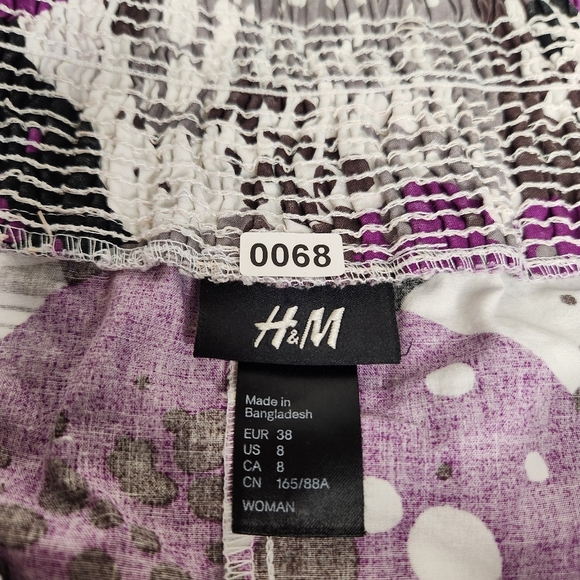 0068
H&M
Made in
Bangladesh
EUR 38
US 8
CA 8
CN 165/88A
WOMAN